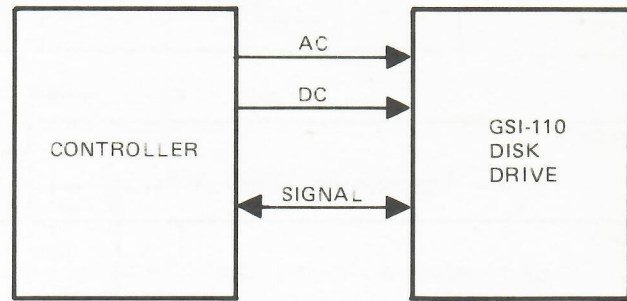 CONTROLLER
AC
DC
SIGNAL
GSI-110
DISK
DRIVE